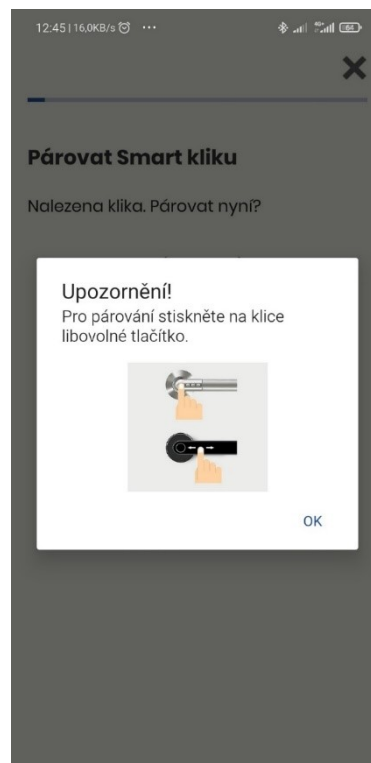 12:45 | 16,0KB/s
64
Párovat Smart kliku
Nalezena klika. Párovat nyní?
Upozornění!
Pro párování stiskněte na klice
libovolné tlačítko.
OK